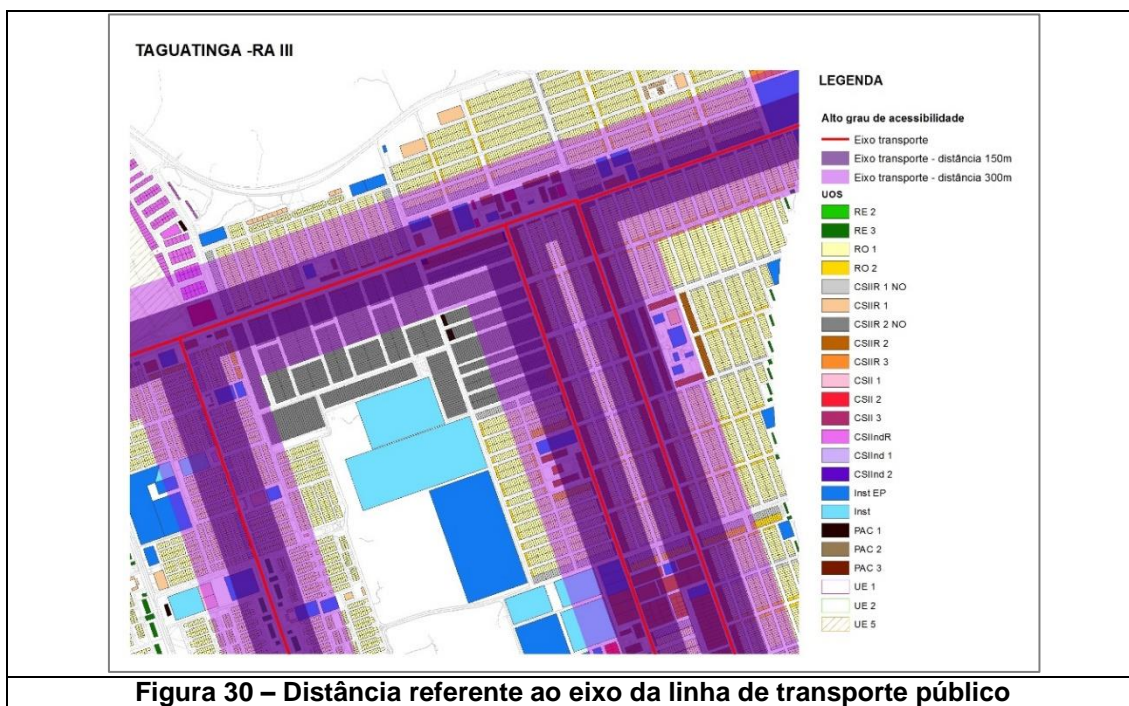 TAGUATINGA -RA III
LEGENDA
Alto grau de acessibilidade
Eixo transporte
Eixo transporte - distância 150m
Eixo transporte - distância 300m
UOS
RE 2
RE 3
RO 1
RO 2
CSIIR 1 NO
CSIIR 1
CSIIR 2 NO
CSIIR 2
CSIIR 3
CSII 1
CSII 2
CSII 3
CSIIndR
CSIInd 1
CSIInd 2
Inst EP
Inst
PAC 1
PAC 2
PAC 3
UE 1
UE 2
UE 5
Figura 30 – Distância referente ao eixo da linha de transporte público